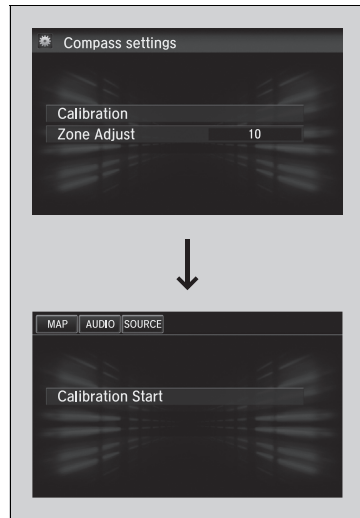 Compass settings
Calibration
Zone Adjust 10
MAP AUDIO SOURCE
Calibration Start